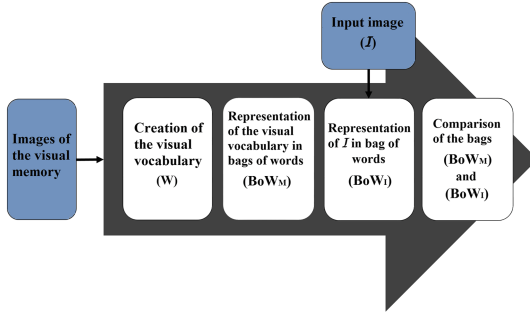 Input image
(I)
Images of
the visual
memory
Creation of
the visual
vocabulary
(W)
Representation
of the visual
vocabulary in
bags of words
(BoWM)
Representation
of I in bag of
words
(BoWI)
Comparison
of the bags
(BoWM)
and
(BoWI)